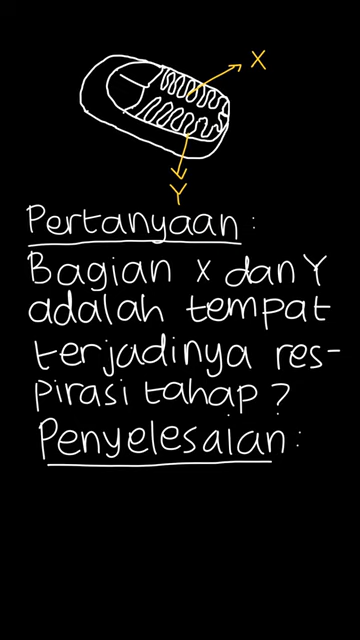 X
Y
Pertanyaan :
Bagian X dan Y
adalah tempat
terjadinya res-
pirasi tahap ?
Penyelesaian :